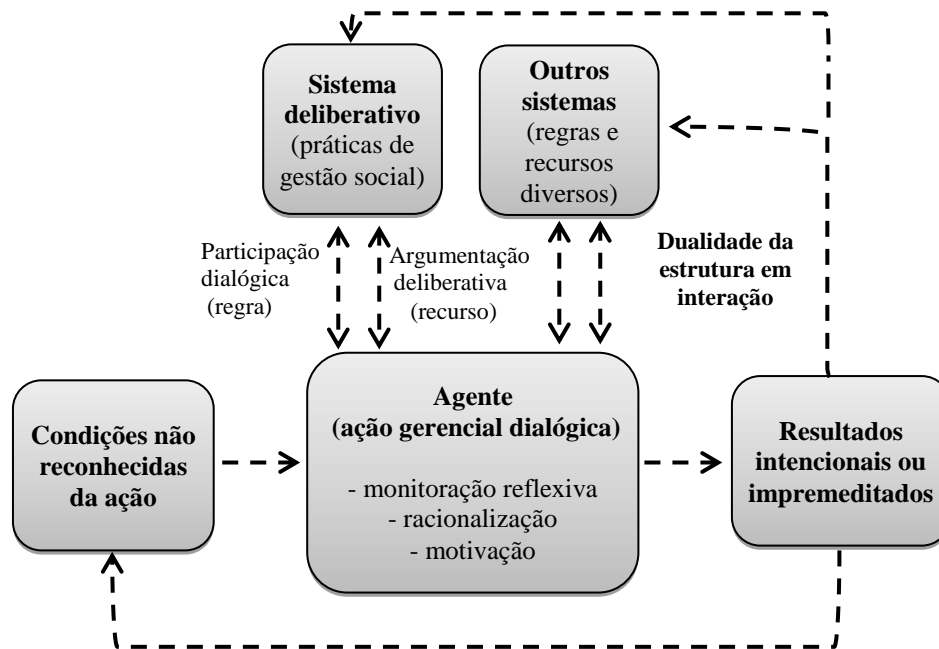 Sistema
deliberativo
(práticas de
gestão social)
Outros
sistemas
(regras e
recursos
diversos)
Participação
dialógica
(regra)
Argumentação
deliberativa
(recurso)
Dualidade da
estrutura em
interação
Condições não
reconhecidas
da ação
Agente
(ação gerencial dialógica)
- monitoração reflexiva
- racionalização
- motivação
Resultados
intencionais ou
impremeditados